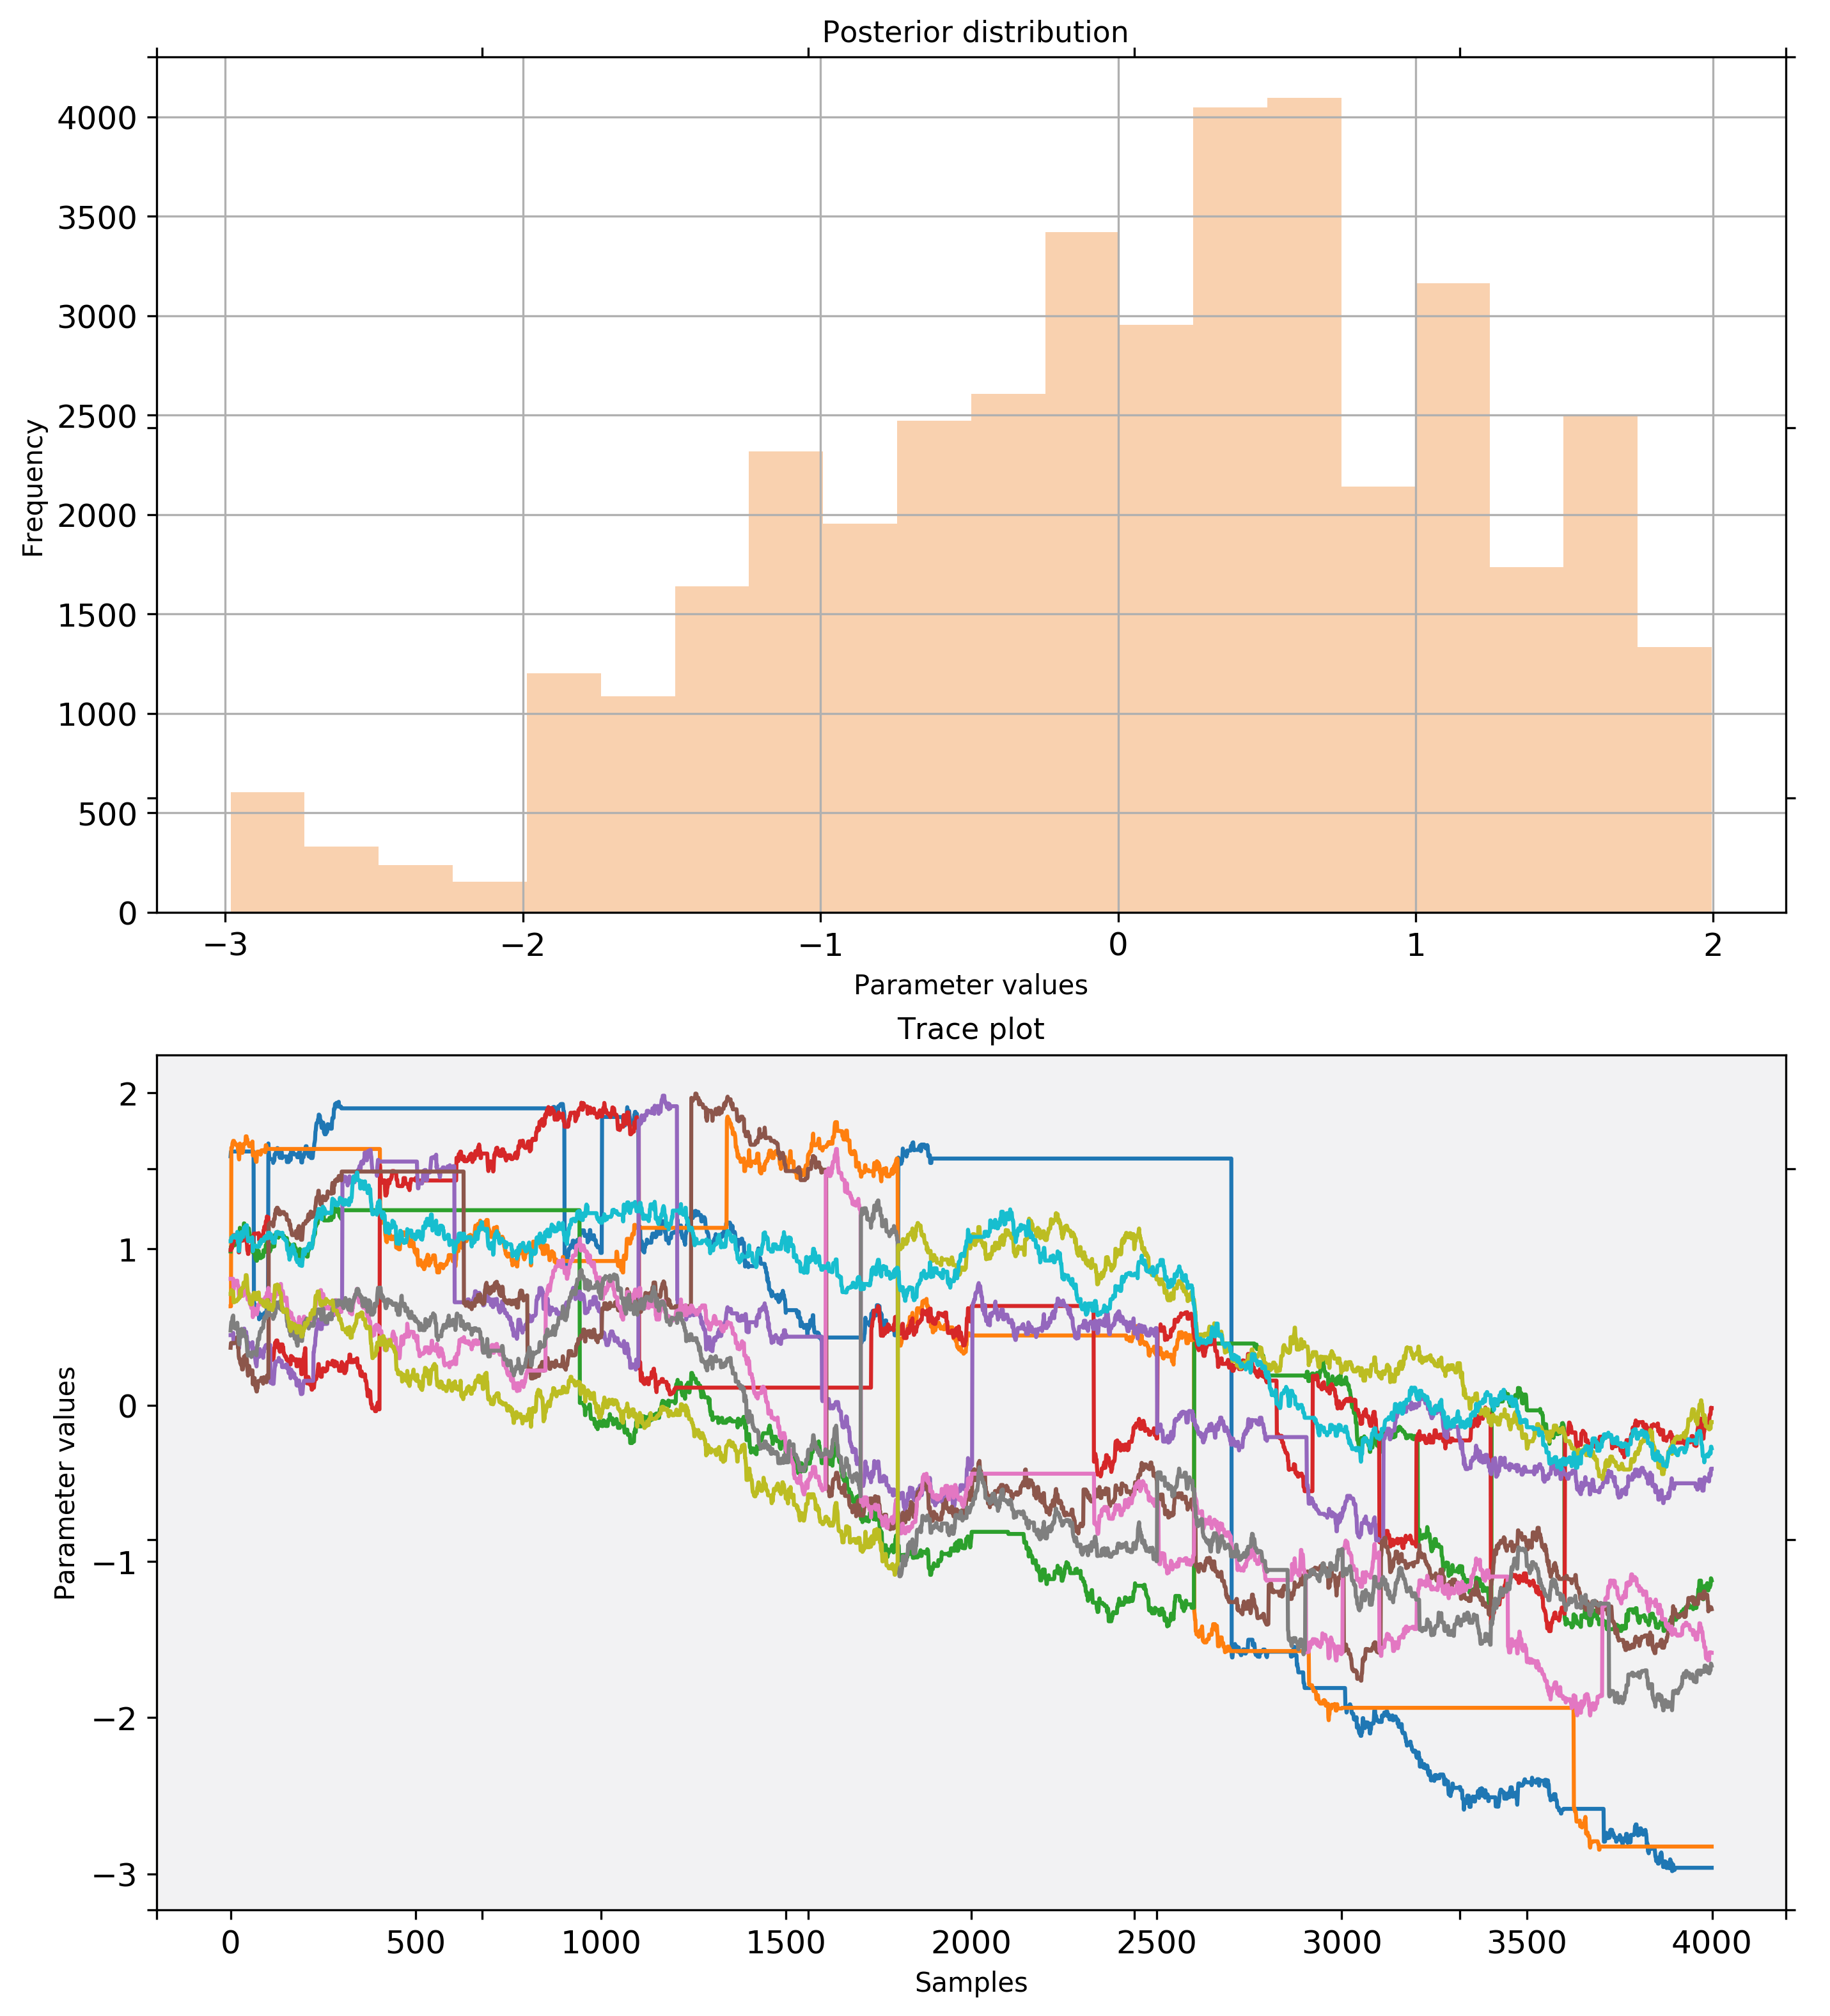 Posterior distribution
4000
3500
3000
2500
2000
1500
1000
500
0
Frequency
−3 −2 −1 0 1 2
Parameter values
Trace plot
2
1
0
−1
−2
−3
Parameter values
0 500 1000 1500 2000 2500 3000 3500 4000
Samples